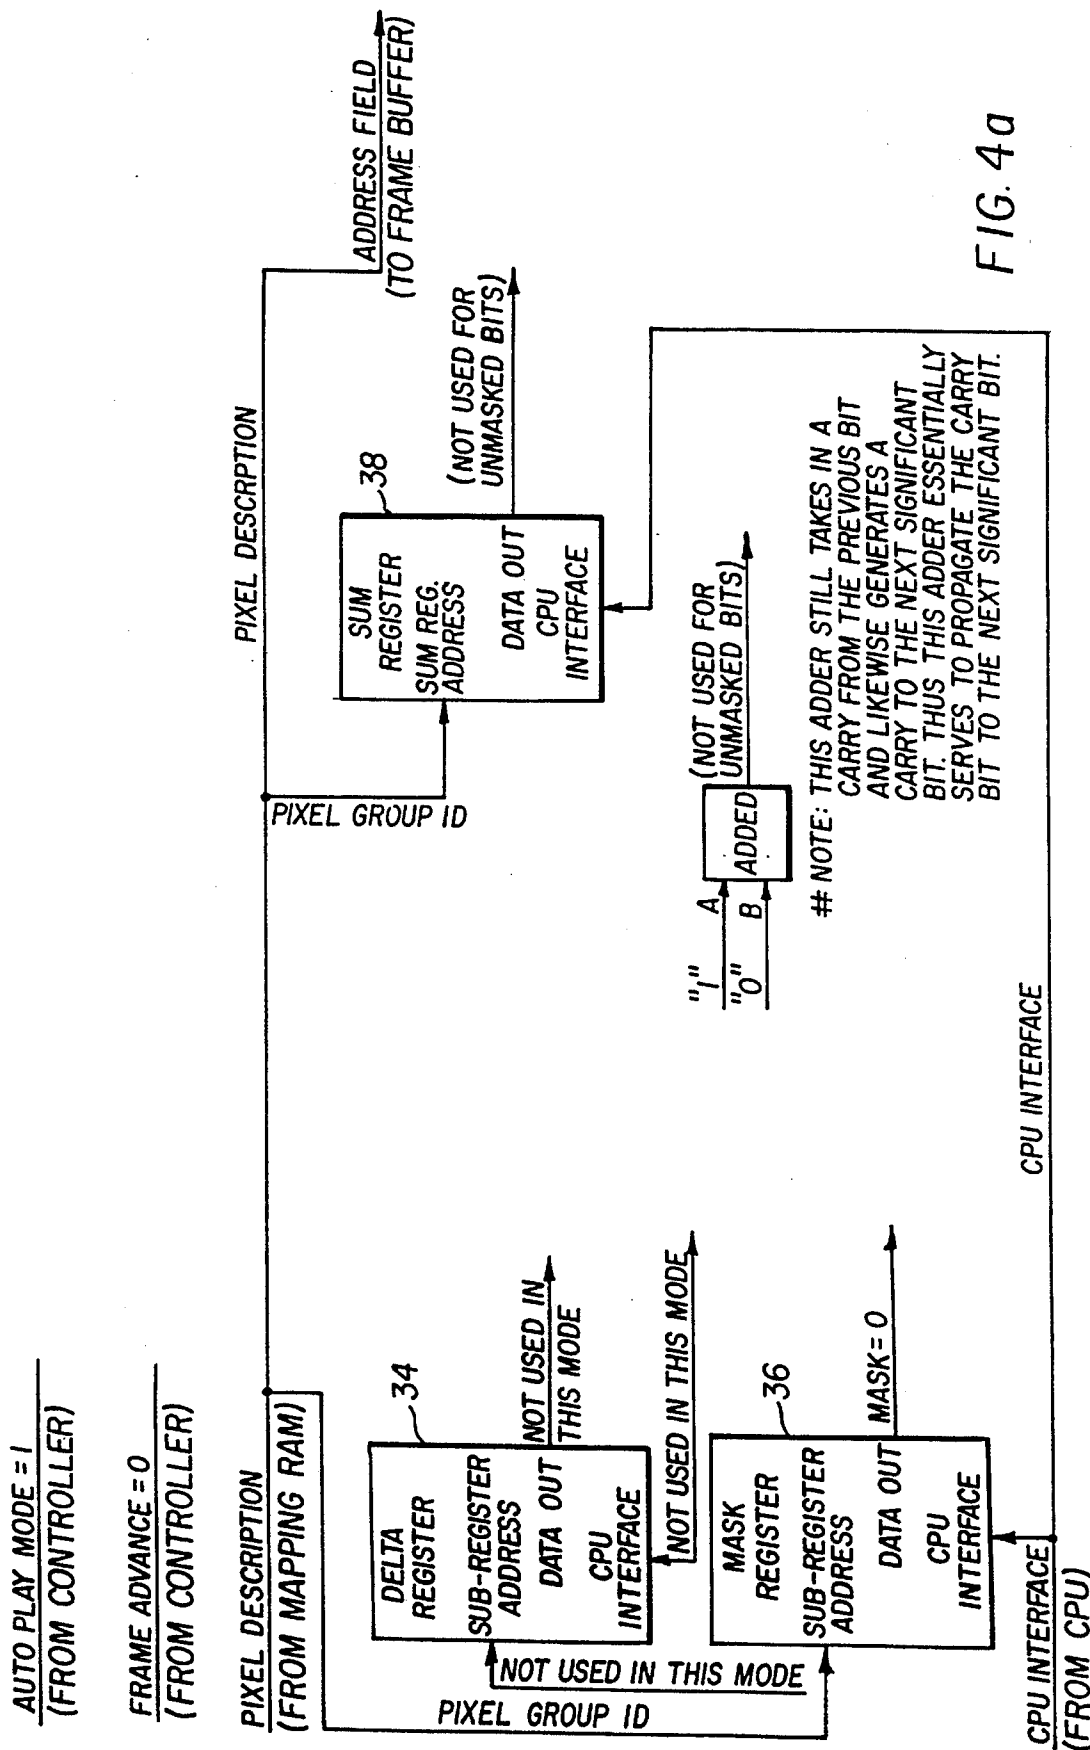 AUTO PLAY MODE = 1
(FROM CONTROLLER)
FRAME ADVANCE = 0
(FROM CONTROLLER)
PIXEL DESCRIPTION
(FROM MAPPING RAM)
PIXEL DESCRPTION
ADDRESS FIELD
(TO FRAME BUFFER)
34
DELTA
REGISTER
SUB-REGISTER
ADDRESS
DATA OUT
CPU
INTERFACE
NOT USED IN
THIS MODE
NOT USED IN THIS MODE
NOT USED IN THIS MODE
PIXEL GROUP ID
36
MASK
REGISTER
SUB-REGISTER
ADDRESS
DATA OUT
CPU
INTERFACE
MASK = 0
PIXEL GROUP ID
38
SUM
REGISTER
SUM REG.
ADDRESS
DATA OUT
CPU
INTERFACE
(NOT USED FOR
UNMASKED BITS)
"1" A
"0" B
ADDED
(NOT USED FOR
UNMASKED BITS)
# NOTE: THIS ADDER STILL TAKES IN A
CARRY FROM THE PREVIOUS BIT
AND LIKEWISE GENERATES A
CARRY TO THE NEXT SIGNIFICANT
BIT. THUS THIS ADDER ESSENTIALLY
SERVES TO PROPAGATE THE CARRY
BIT TO THE NEXT SIGNIFICANT BIT.
CPU INTERFACE
(FROM CPU)
CPU INTERFACE
FIG. 4a